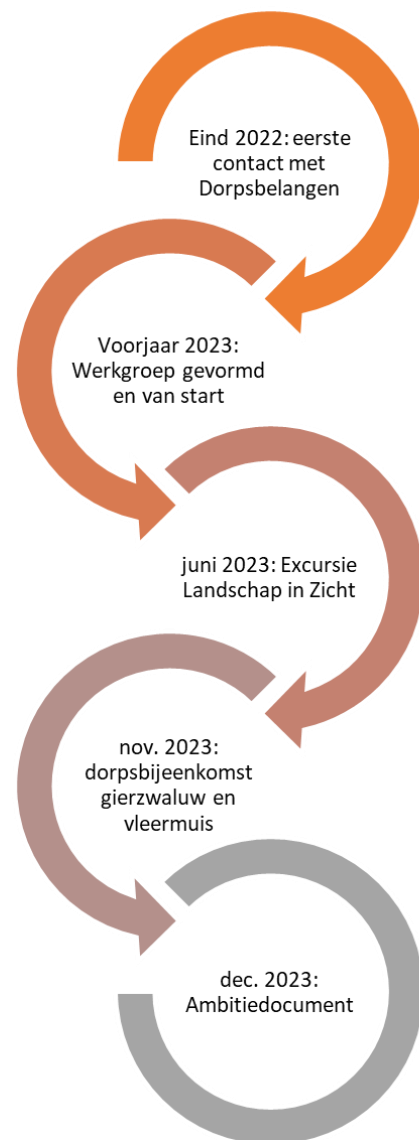 Eind 2022: eerste
contact met
Dorpsbelangen
Voorjaar 2023:
Werkgroep gevormd
en van start
juni 2023: Excursie
Landschap in Zicht
nov. 2023:
dorpsbijeenkomst
gierzwaluw en
vleermuis
dec. 2023:
Ambitiedocument